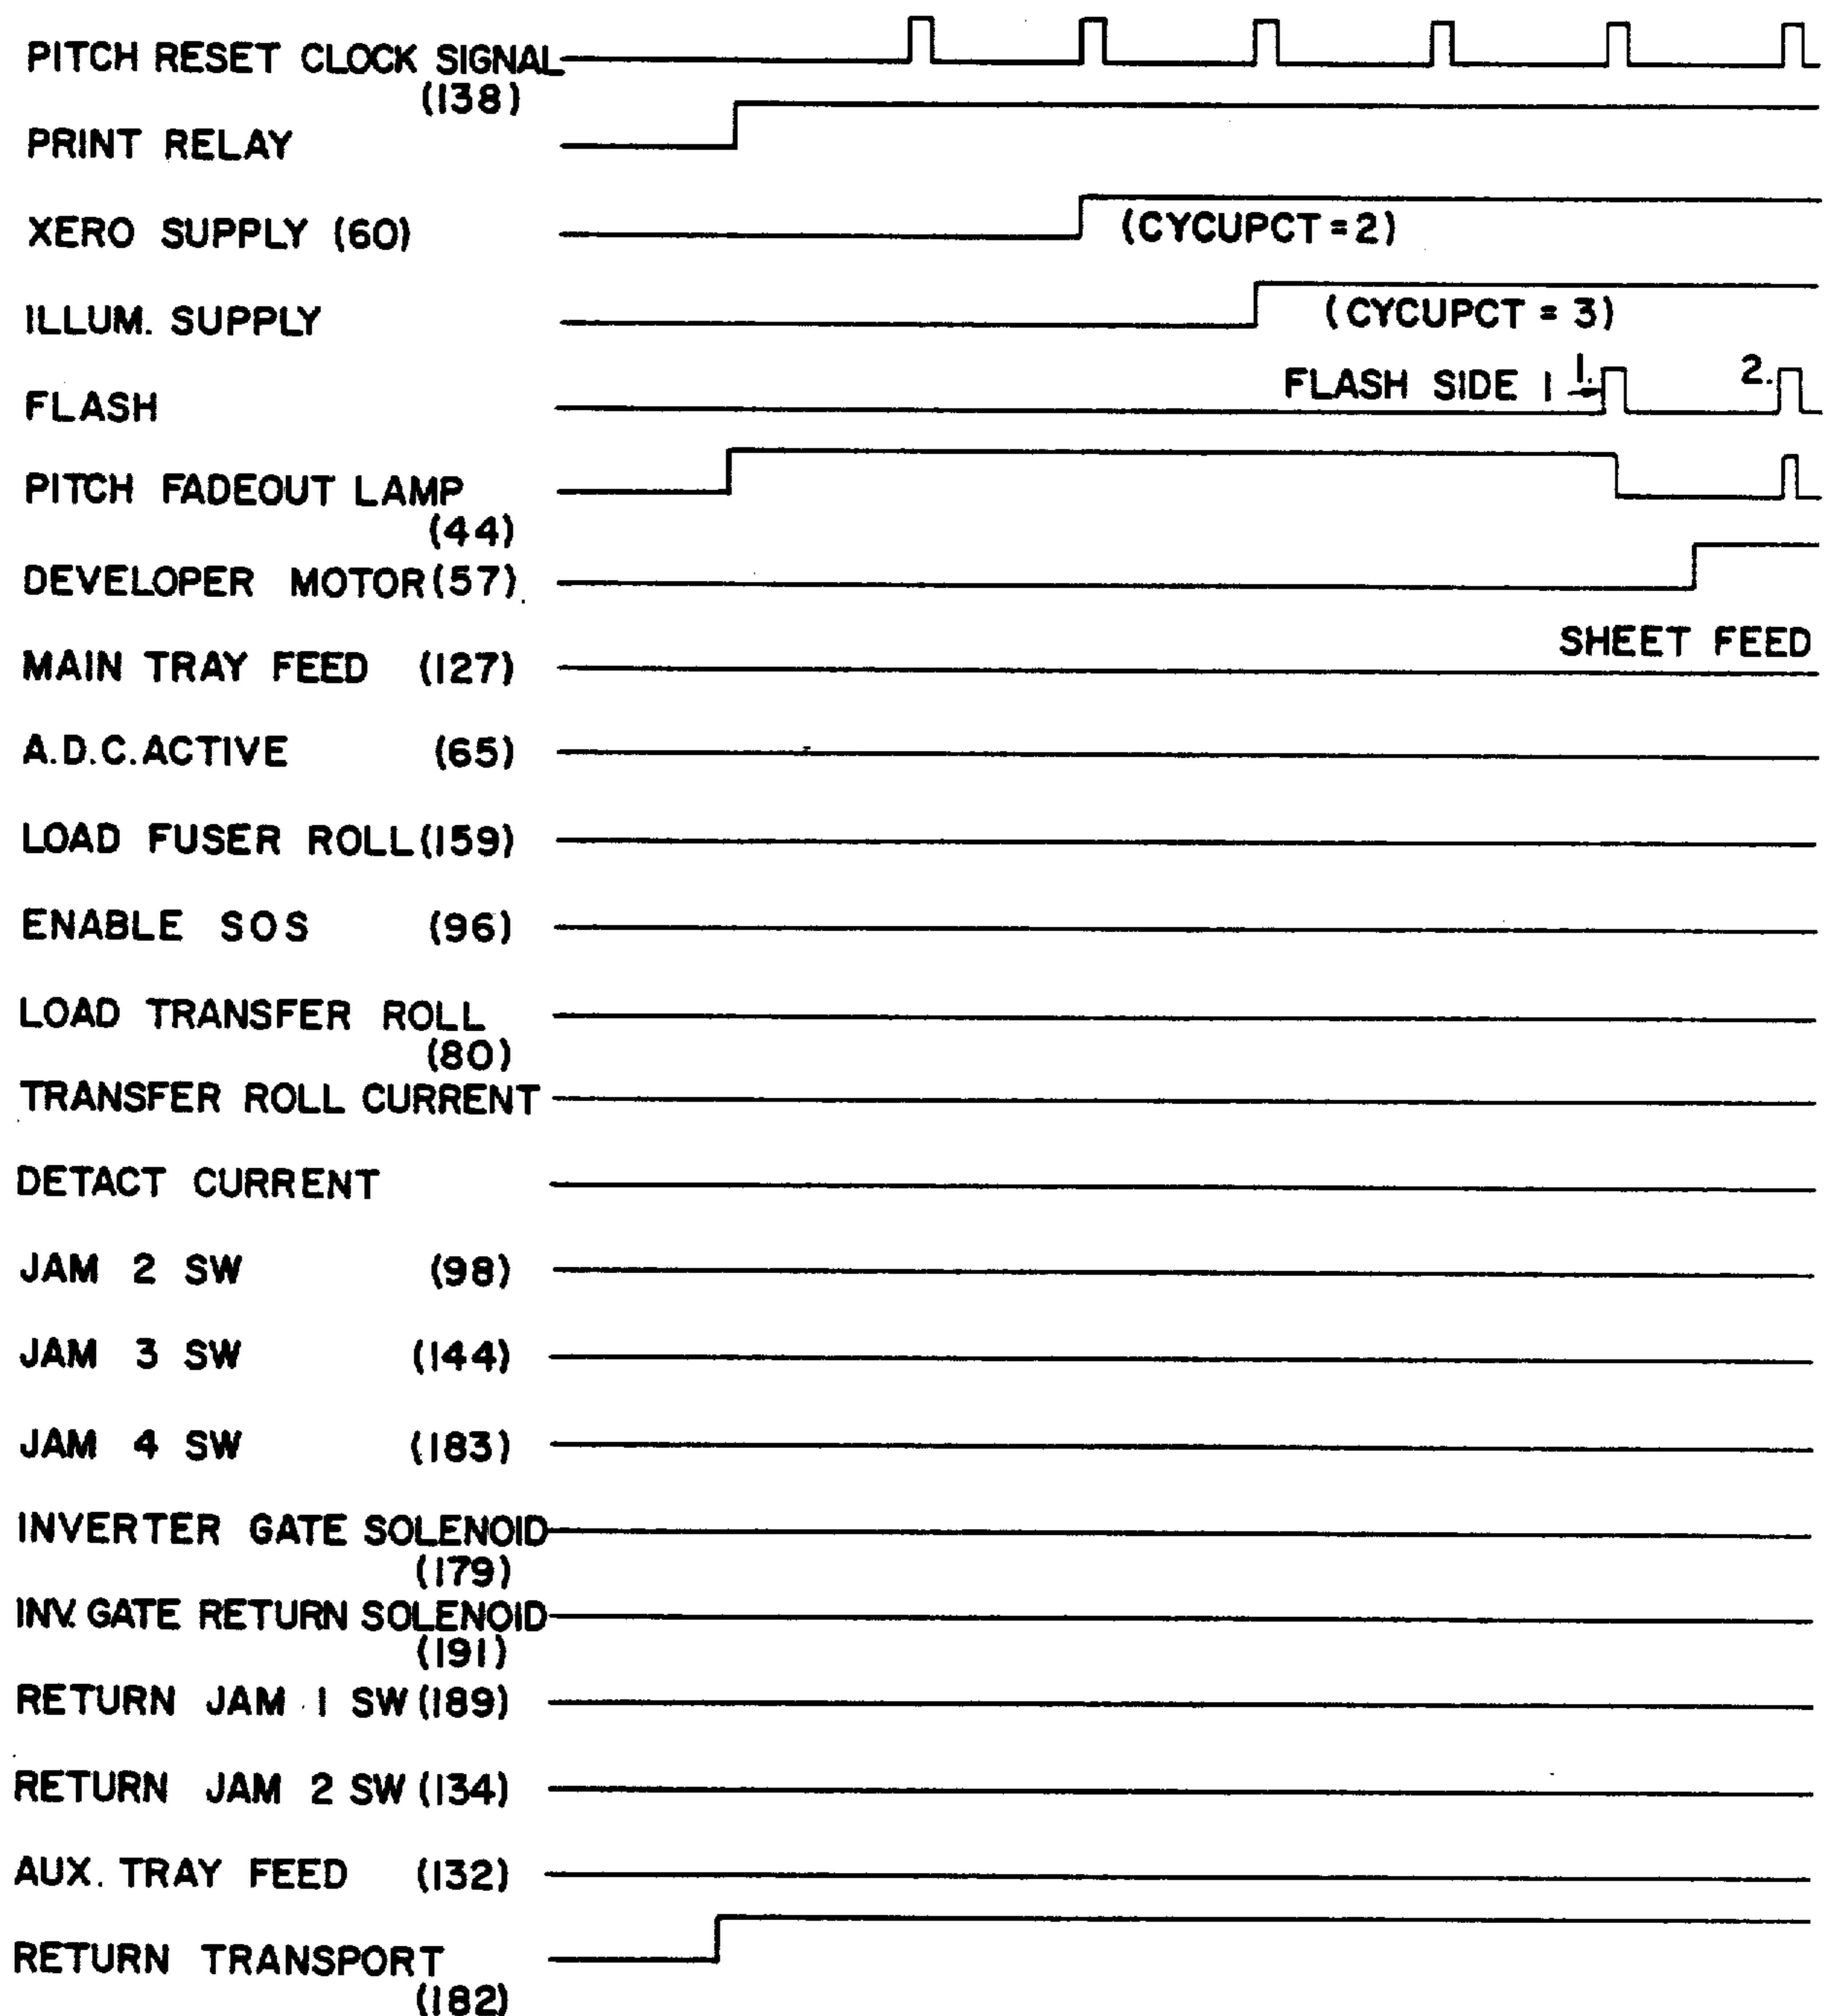 PITCH RESET CLOCK SIGNAL
(138)
PRINT RELAY
XERO SUPPLY (60)
(CYCUPCT = 2)
ILLUM. SUPPLY
(CYCUPCT = 3)
FLASH
FLASH SIDE 1 1. 2.
PITCH FADEOUT LAMP
(44)
DEVELOPER MOTOR (57)
MAIN TRAY FEED (127)
SHEET FEED
A.D.C. ACTIVE (65)
LOAD FUSER ROLL (159)
ENABLE SOS (96)
LOAD TRANSFER ROLL
(80)
TRANSFER ROLL CURRENT
DETACT CURRENT
JAM 2 SW (98)
JAM 3 SW (144)
JAM 4 SW (183)
INVERTER GATE SOLENOID
(179)
INV. GATE RETURN SOLENOID
(191)
RETURN JAM 1 SW (189)
RETURN JAM 2 SW (134)
AUX. TRAY FEED (132)
RETURN TRANSPORT
(182)